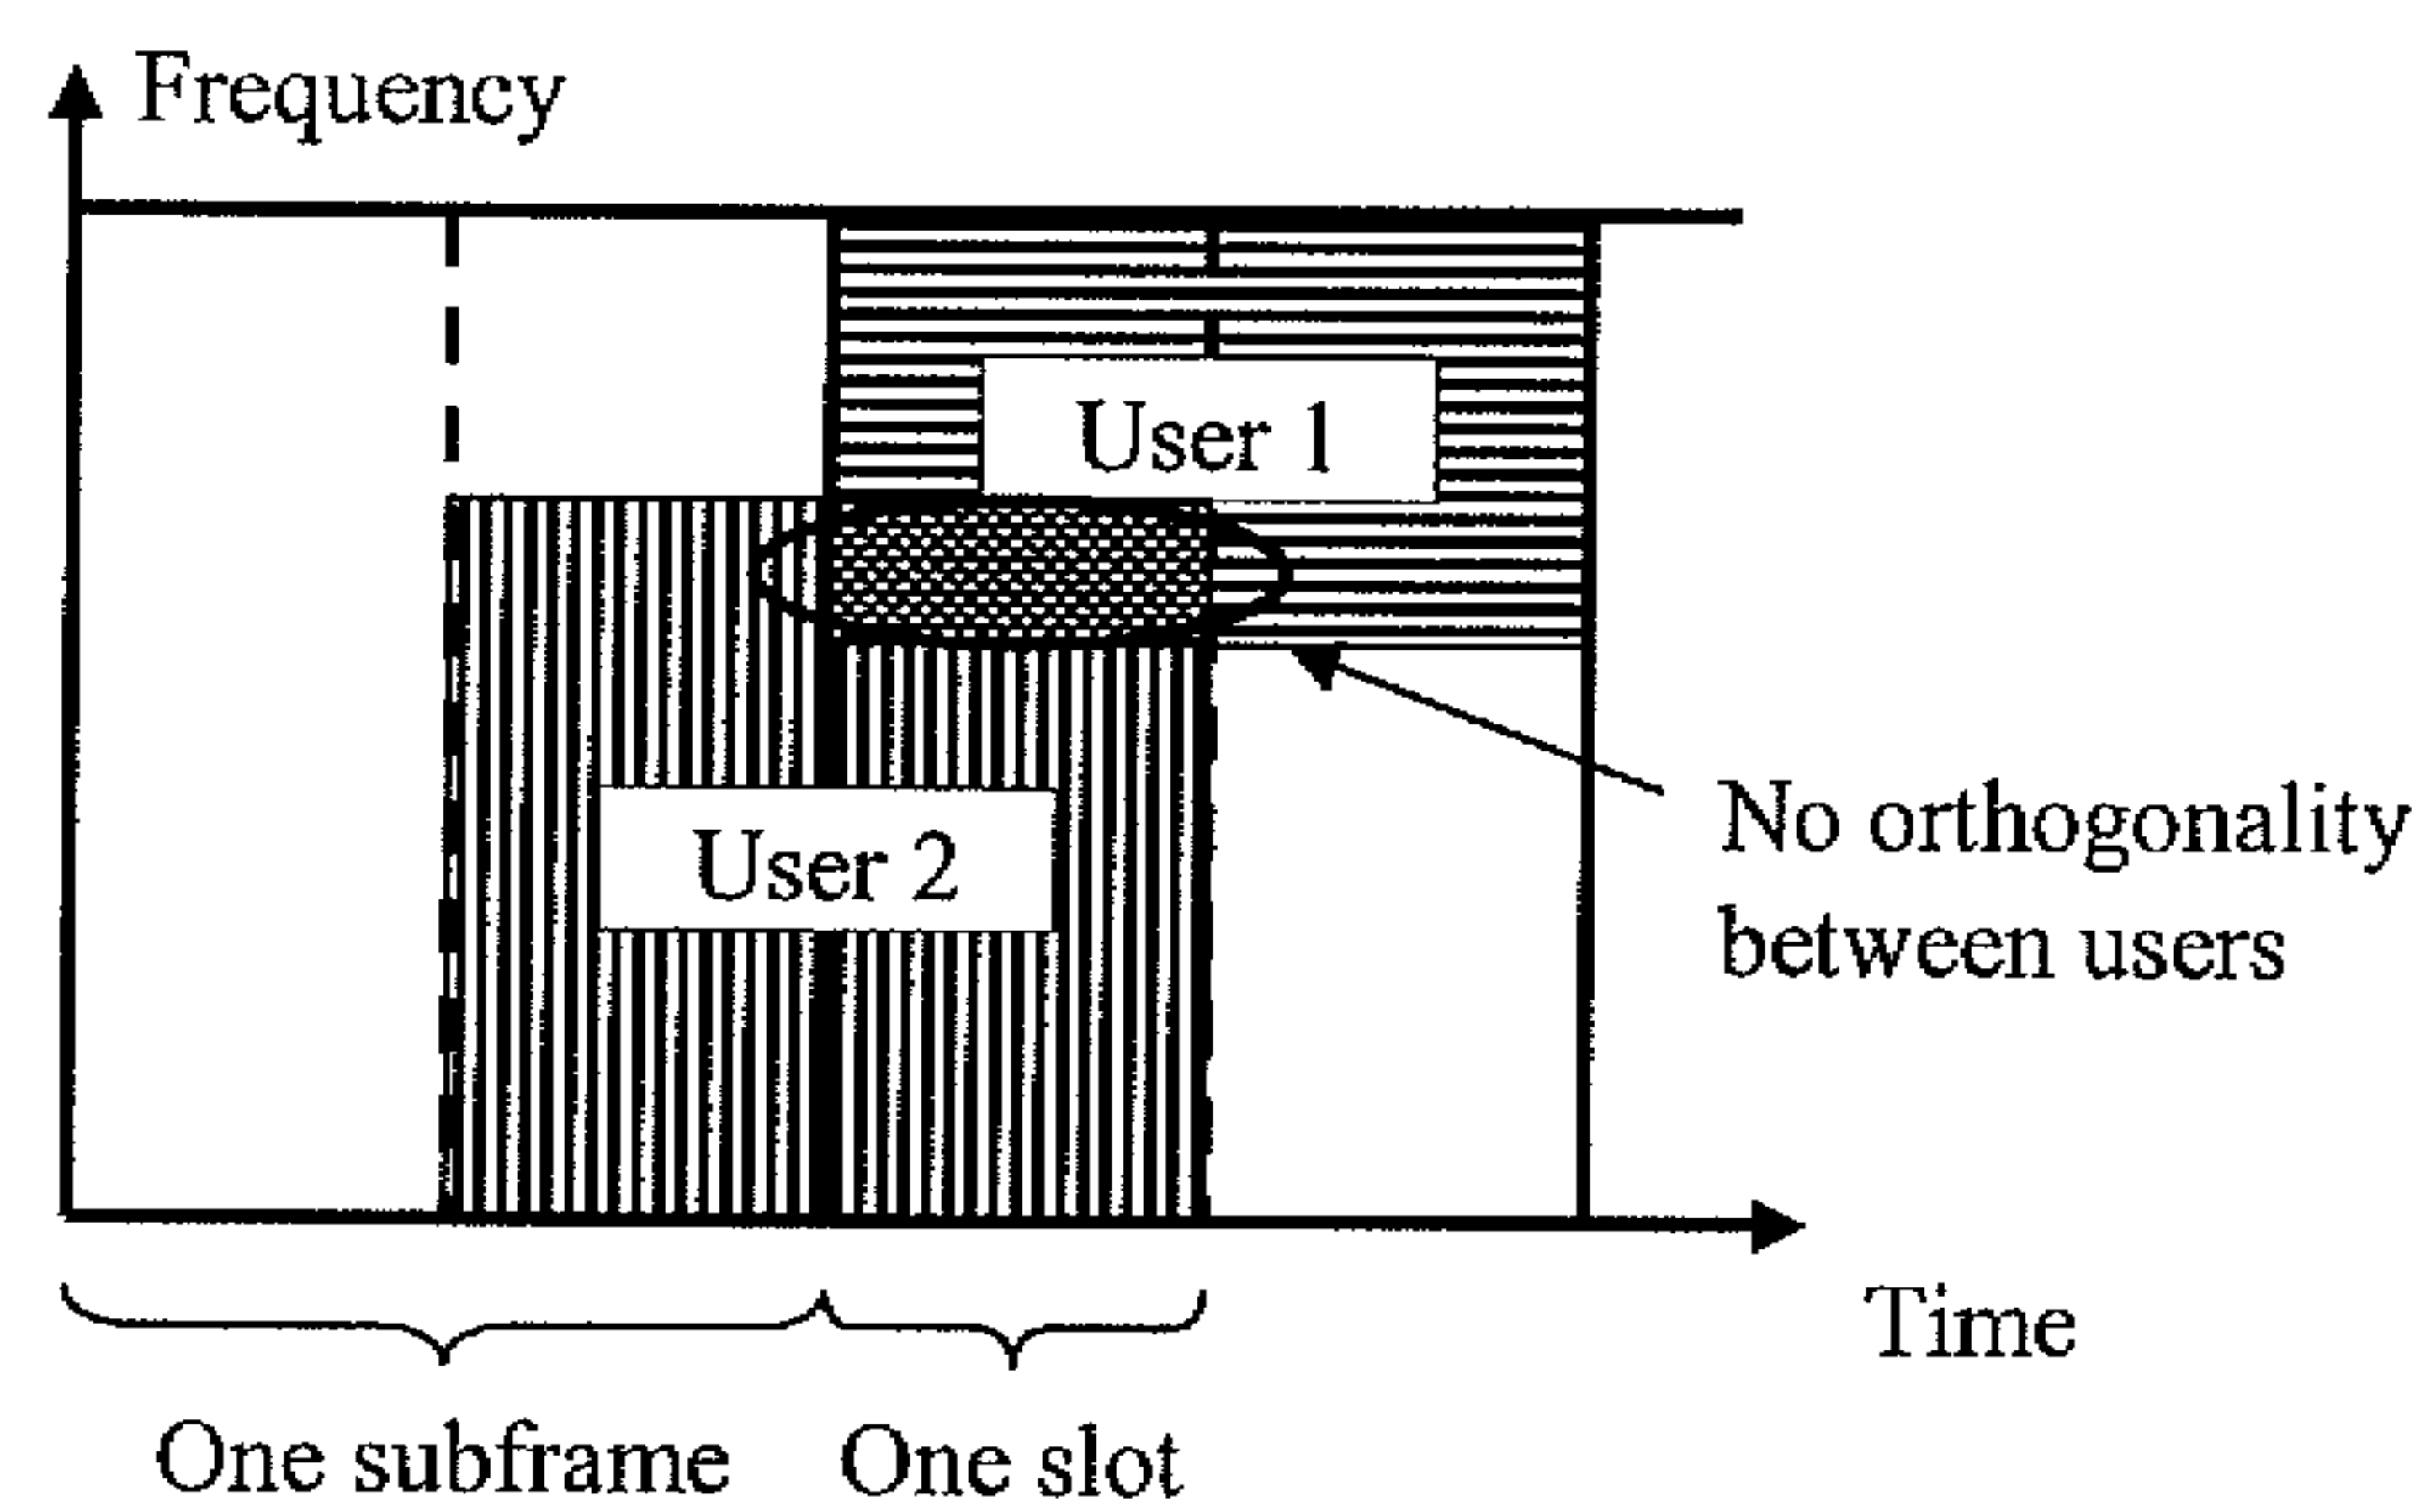 Frequency
User 1
User 2
No orthogonality
between users
Time
One subframe
One slot